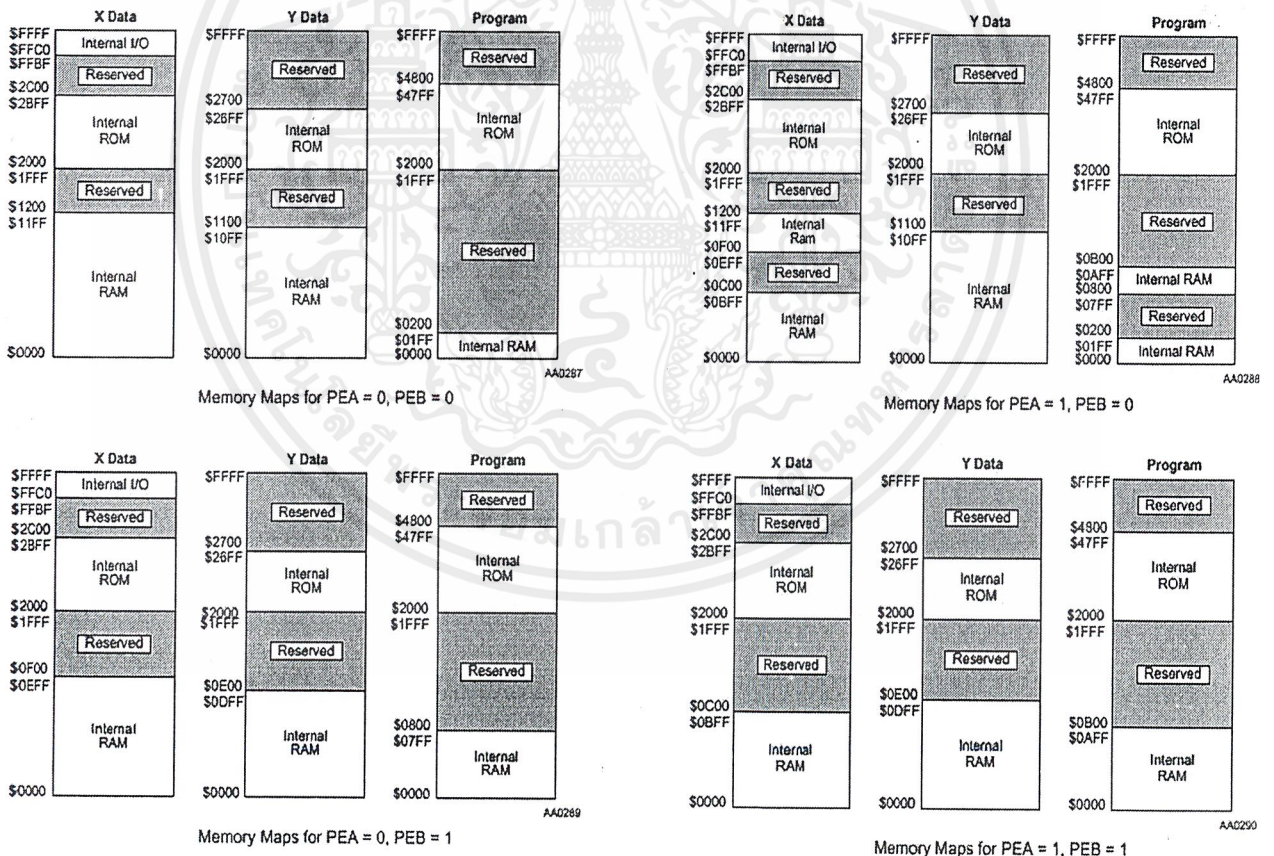 X Data
$FFFF
Internal I/O
$FFC0
$FFBF
Reserved
$2C00
$2BFF
Internal
ROM
$2000
$1FFF
Reserved
$1200
$11FF
Internal
RAM
$0000
Y Data
$FFFF
Reserved
$2700
$26FF
Internal
ROM
$2000
$1FFF
Reserved
$1100
$10FF
Internal
RAM
$0000
Program
$FFFF
Reserved
$4800
$47FF
Internal
ROM
$2000
$1FFF
Reserved
$0200
$01FF
Internal RAM
$0000
AA0287
Memory Maps for PEA = 0, PEB = 0
X Data
$FFFF
Internal I/O
$FFC0
$FFBF
Reserved
$2C00
$2BFF
Internal
ROM
$2000
$1FFF
Reserved
$1200
$11FF
Internal
Ram
$0F00
$0EFF
Reserved
$0C00
$0BFF
Internal
RAM
$0000
Y Data
$FFFF
Reserved
$2700
$26FF
Internal
ROM
$2000
$1FFF
Reserved
$1100
$10FF
Internal
RAM
$0000
Program
$FFFF
Reserved
$4800
$47FF
Internal
ROM
$2000
$1FFF
Reserved
$0B00
$0AFF
Internal RAM
$0800
$07FF
Reserved
$0200
$01FF
Internal RAM
$0000
AA0288
Memory Maps for PEA = 1, PEB = 0
X Data
$FFFF
Internal I/O
$FFC0
$FFBF
Reserved
$2C00
$2BFF
Internal
ROM
$2000
$1FFF
Reserved
$0F00
$0EFF
Internal
RAM
$0000
Y Data
$FFFF
Reserved
$2700
$26FF
Internal
ROM
$2000
$1FFF
Reserved
$0E00
$0DFF
Internal
RAM
$0000
Program
$FFFF
Reserved
$4800
$47FF
Internal
ROM
$2000
$1FFF
Reserved
$0800
$07FF
Internal
RAM
$0000
AA0289
Memory Maps for PEA = 0, PEB = 1
X Data
$FFFF
Internal I/O
$FFC0
$FFBF
Reserved
$2C00
$2BFF
Internal
ROM
$2000
$1FFF
Reserved
$0C00
$0BFF
Internal
RAM
$0000
Y Data
$FFFF
Reserved
$2700
$26FF
Internal
ROM
$2000
$1FFF
Reserved
$0E00
$0DFF
Internal
RAM
$0000
Program
$FFFF
Reserved
$4800
$47FF
Internal
ROM
$2000
$1FFF
Reserved
$0B00
$0AFF
Internal
RAM
$0000
AA0290
Memory Maps for PEA = 1, PEB = 1